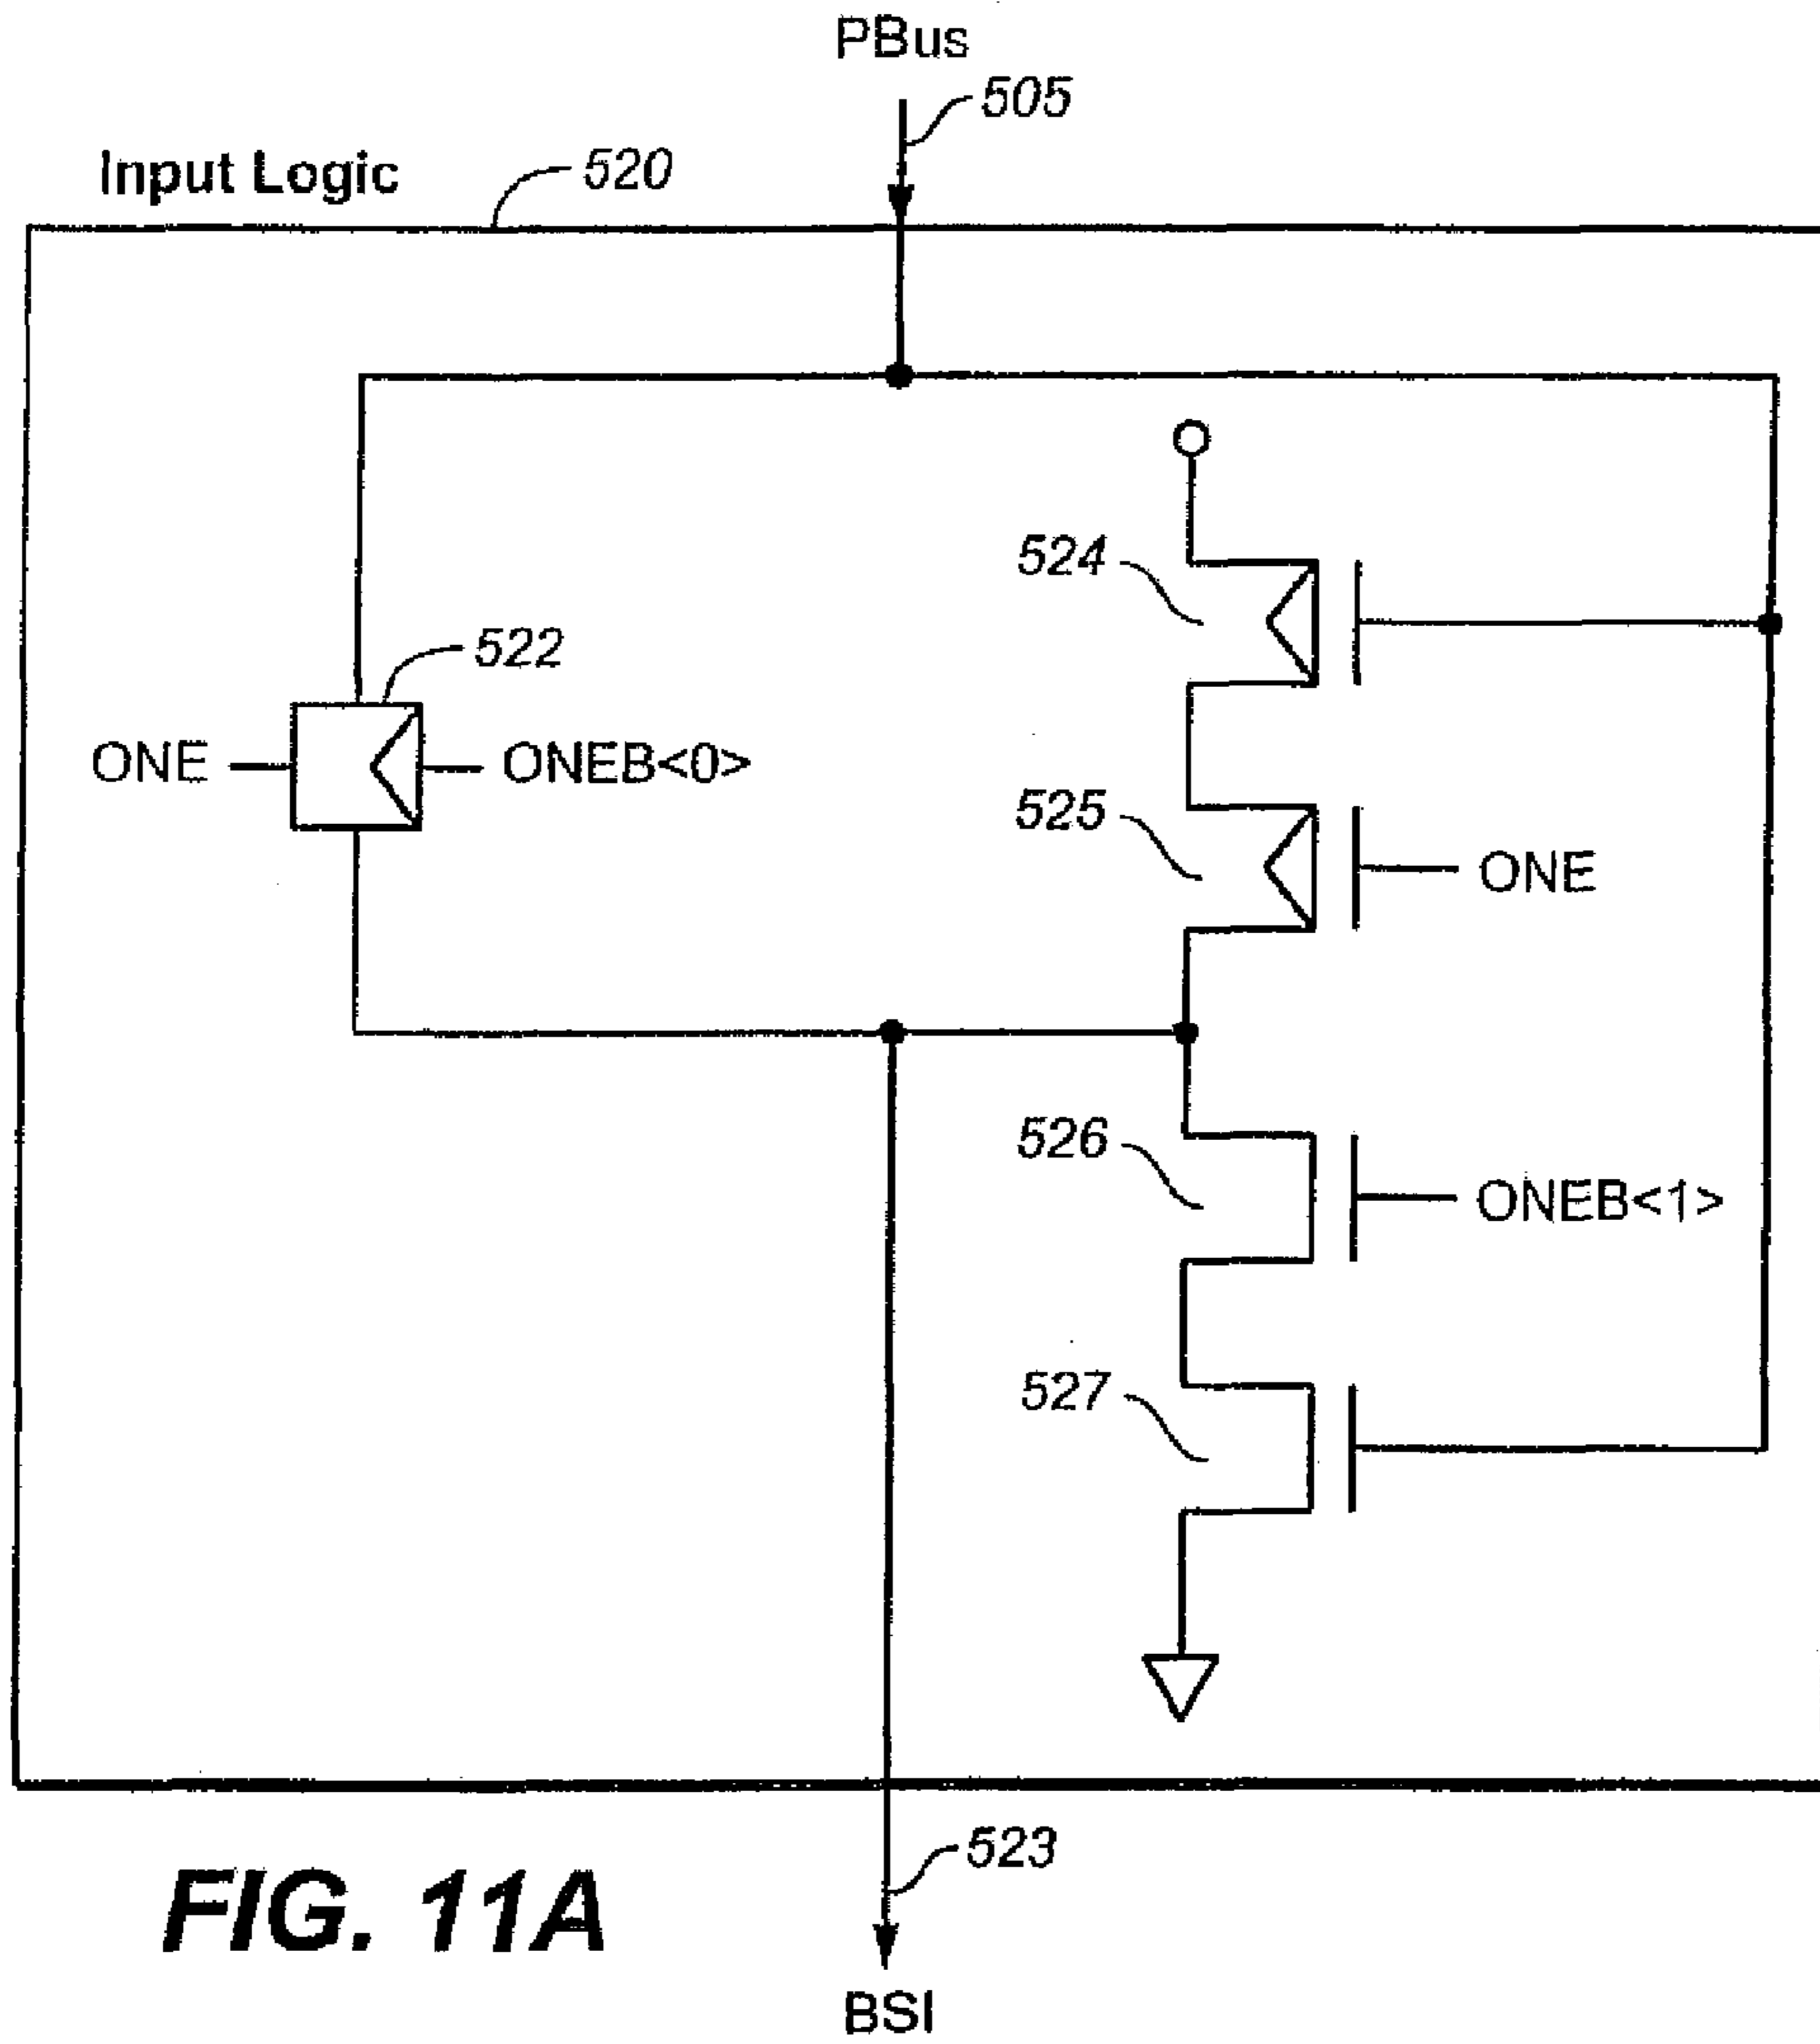 PBus
505
Input Logic
520
524
522
ONE
ONEB<0>
525
ONE
526
ONEB<1>
527
523
FIG. 11A
BSI